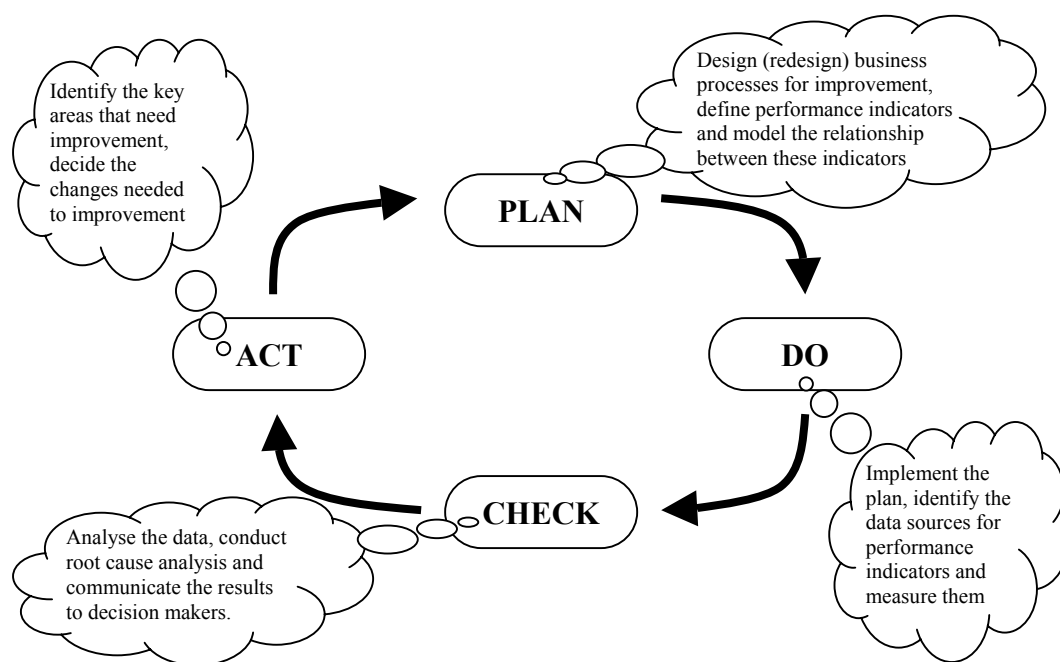 Identify the key
areas that need
improvement,
decide the
changes needed
to improvement
Design (redesign) business
processes for improvement,
define performance indicators
and model the relationship
between these indicators
PLAN
ACT
DO
CHECK
Analyse the data, conduct
root cause analysis and
communicate the results
to decision makers.
Implement the
plan, identify the
data sources for
performance
indicators and
measure them